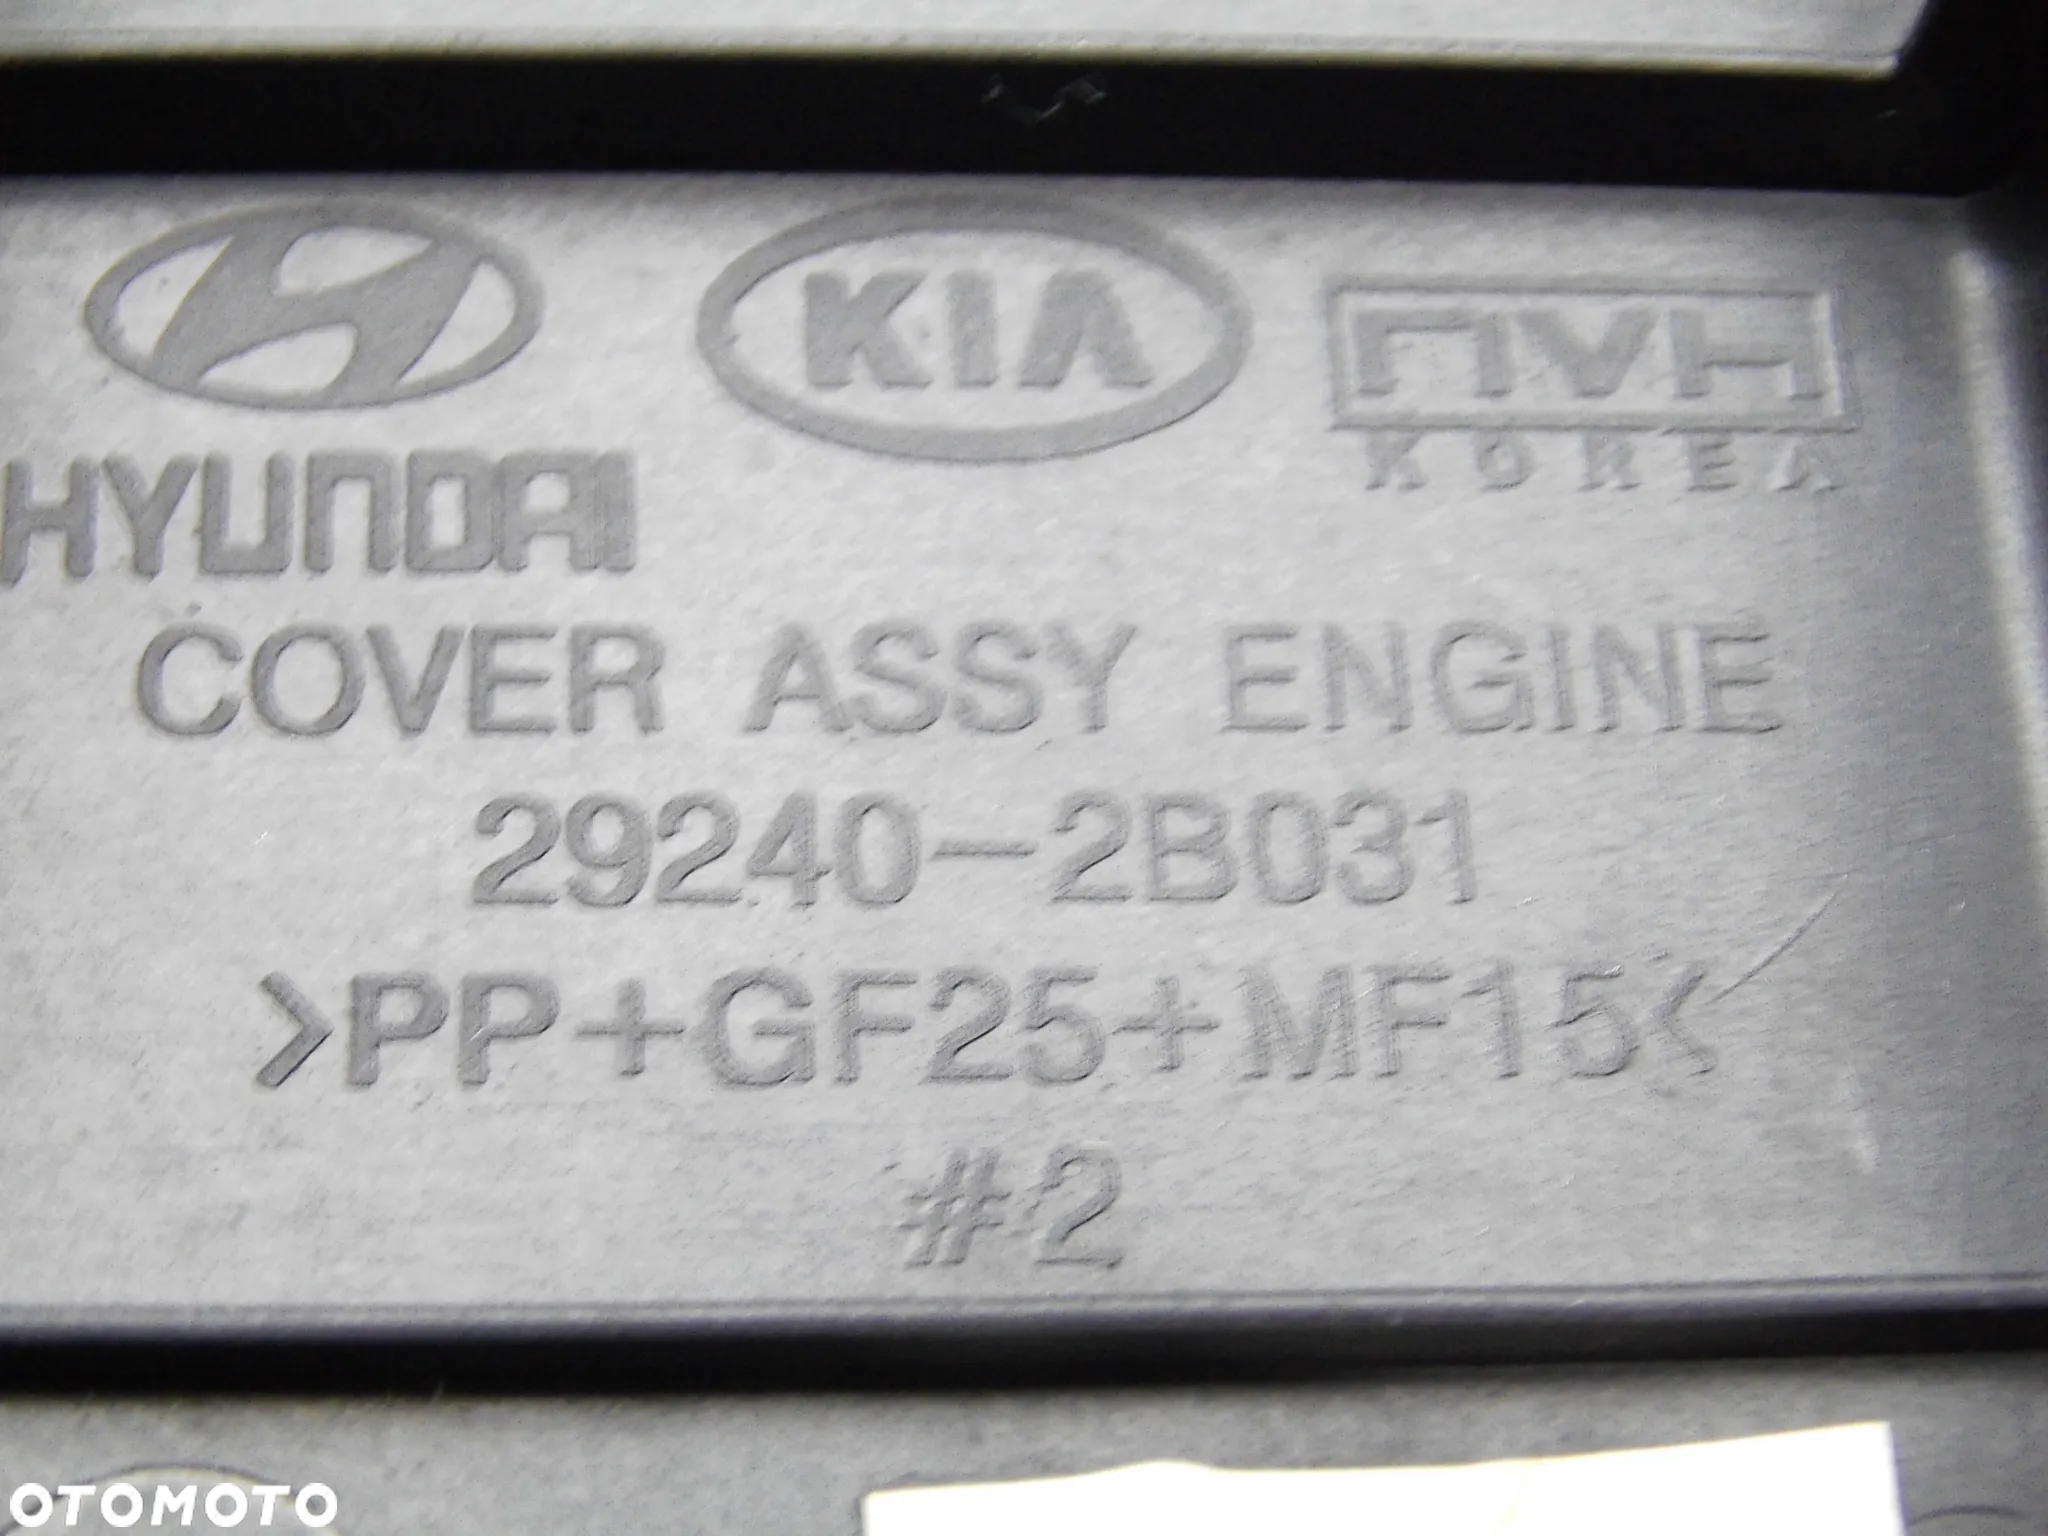 HYUNDAI
KIA
NVH
KOREA
COVER ASSY ENGINE
29240-2B031
>PP+GF25+MF15<
#2
OTOMOTO